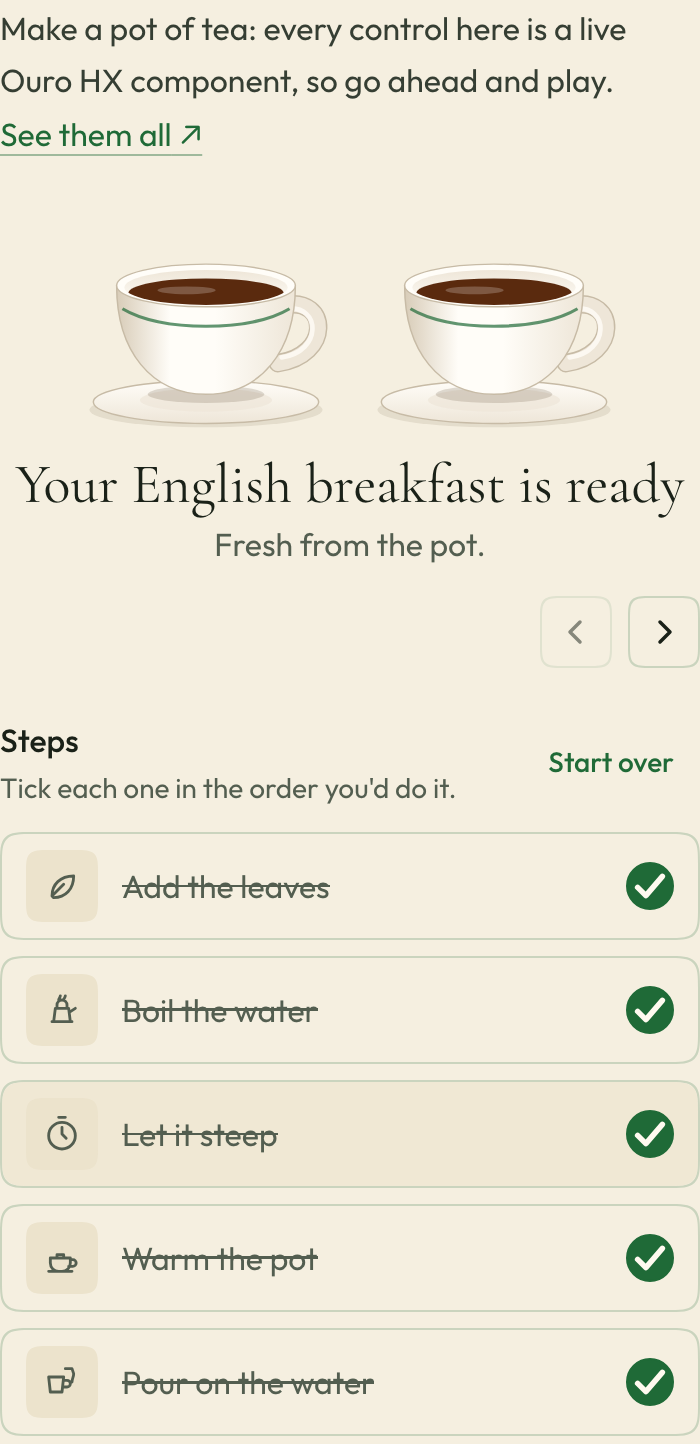 Make a pot of tea: every control here is a live
Ouro HX component, so go ahead and play.
See them all ↗
Your English breakfast is ready
Fresh from the pot.
Steps
Start over
Tick each one in the order you'd do it.
Add the leaves
Boil the water
Let it steep
Warm the pot
Pour on the water